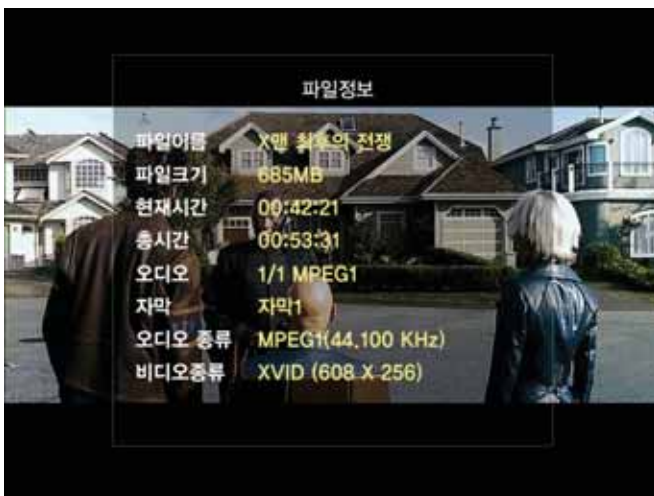 파일정보
파일이름 X맨 최후의 전쟁
파일크기 685MB
현재시간 00:42:21
총시간 00:53:31
오디오 1/1 MPEG1
자막 자막1
오디오 종류 MPEG1(44,100 KHz)
비디오종류 XVID (608 X 256)